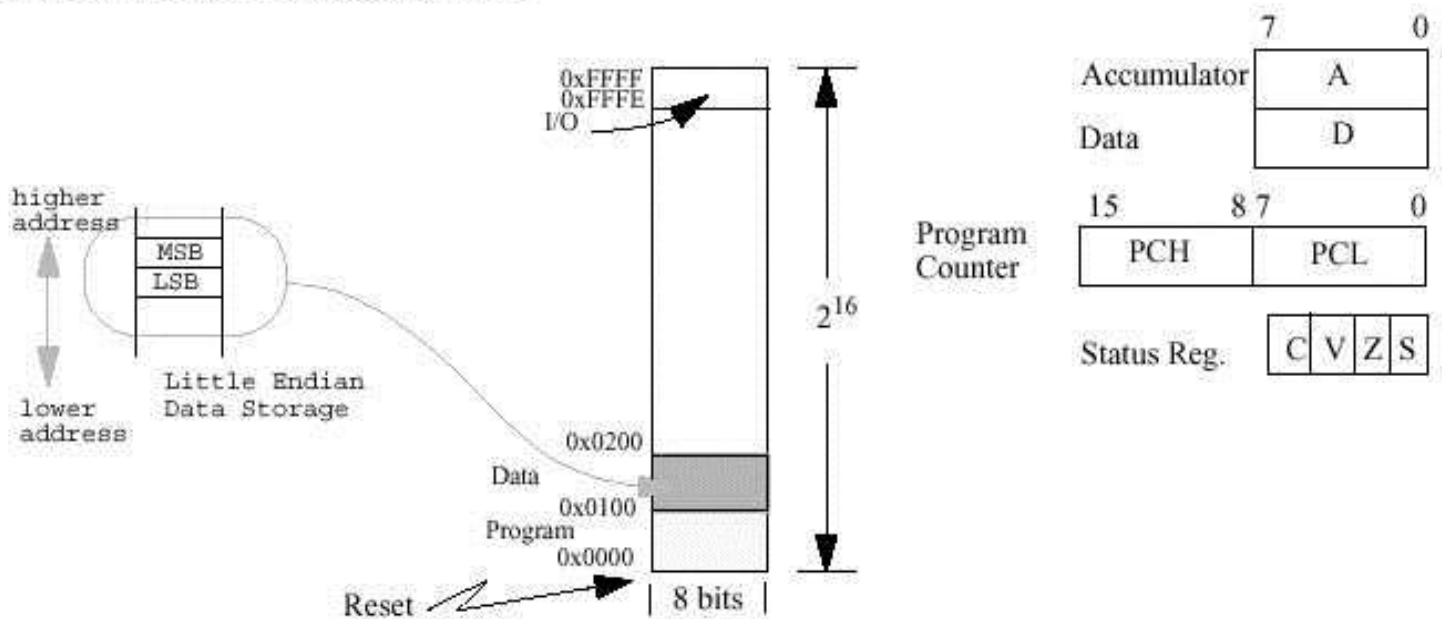 0xFFFF
0xFFFE
I/O
higher
address
MSB
LSB
lower
address
Little Endian
Data Storage
0x0200
Data
0x0100
Program
0x0000
Reset
8 bits
2^16
7 0
Accumulator A
Data D
15 8 7 0
Program
Counter
PCH PCL
Status Reg. C V Z S